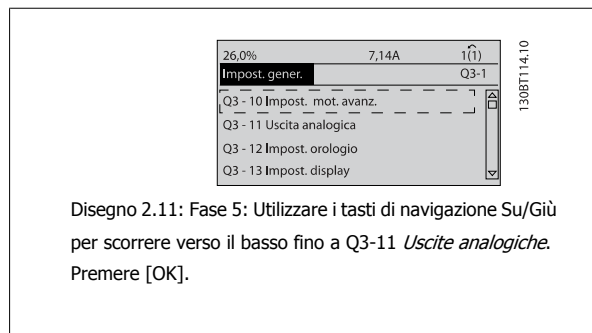 26,0% 7,14A 1(1)
Impost. gener. Q3-1
Q3 - 10 Impost. mot. avanz.
Q3 - 11 Uscita analogica
Q3 - 12 Impost. orologio
Q3 - 13 Impost. display
130BT114.10
Disegno 2.11: Fase 5: Utilizzare i tasti di navigazione Su/Giù
per scorrere verso il basso fino a Q3-11 Uscite analogiche.
Premere [OK].